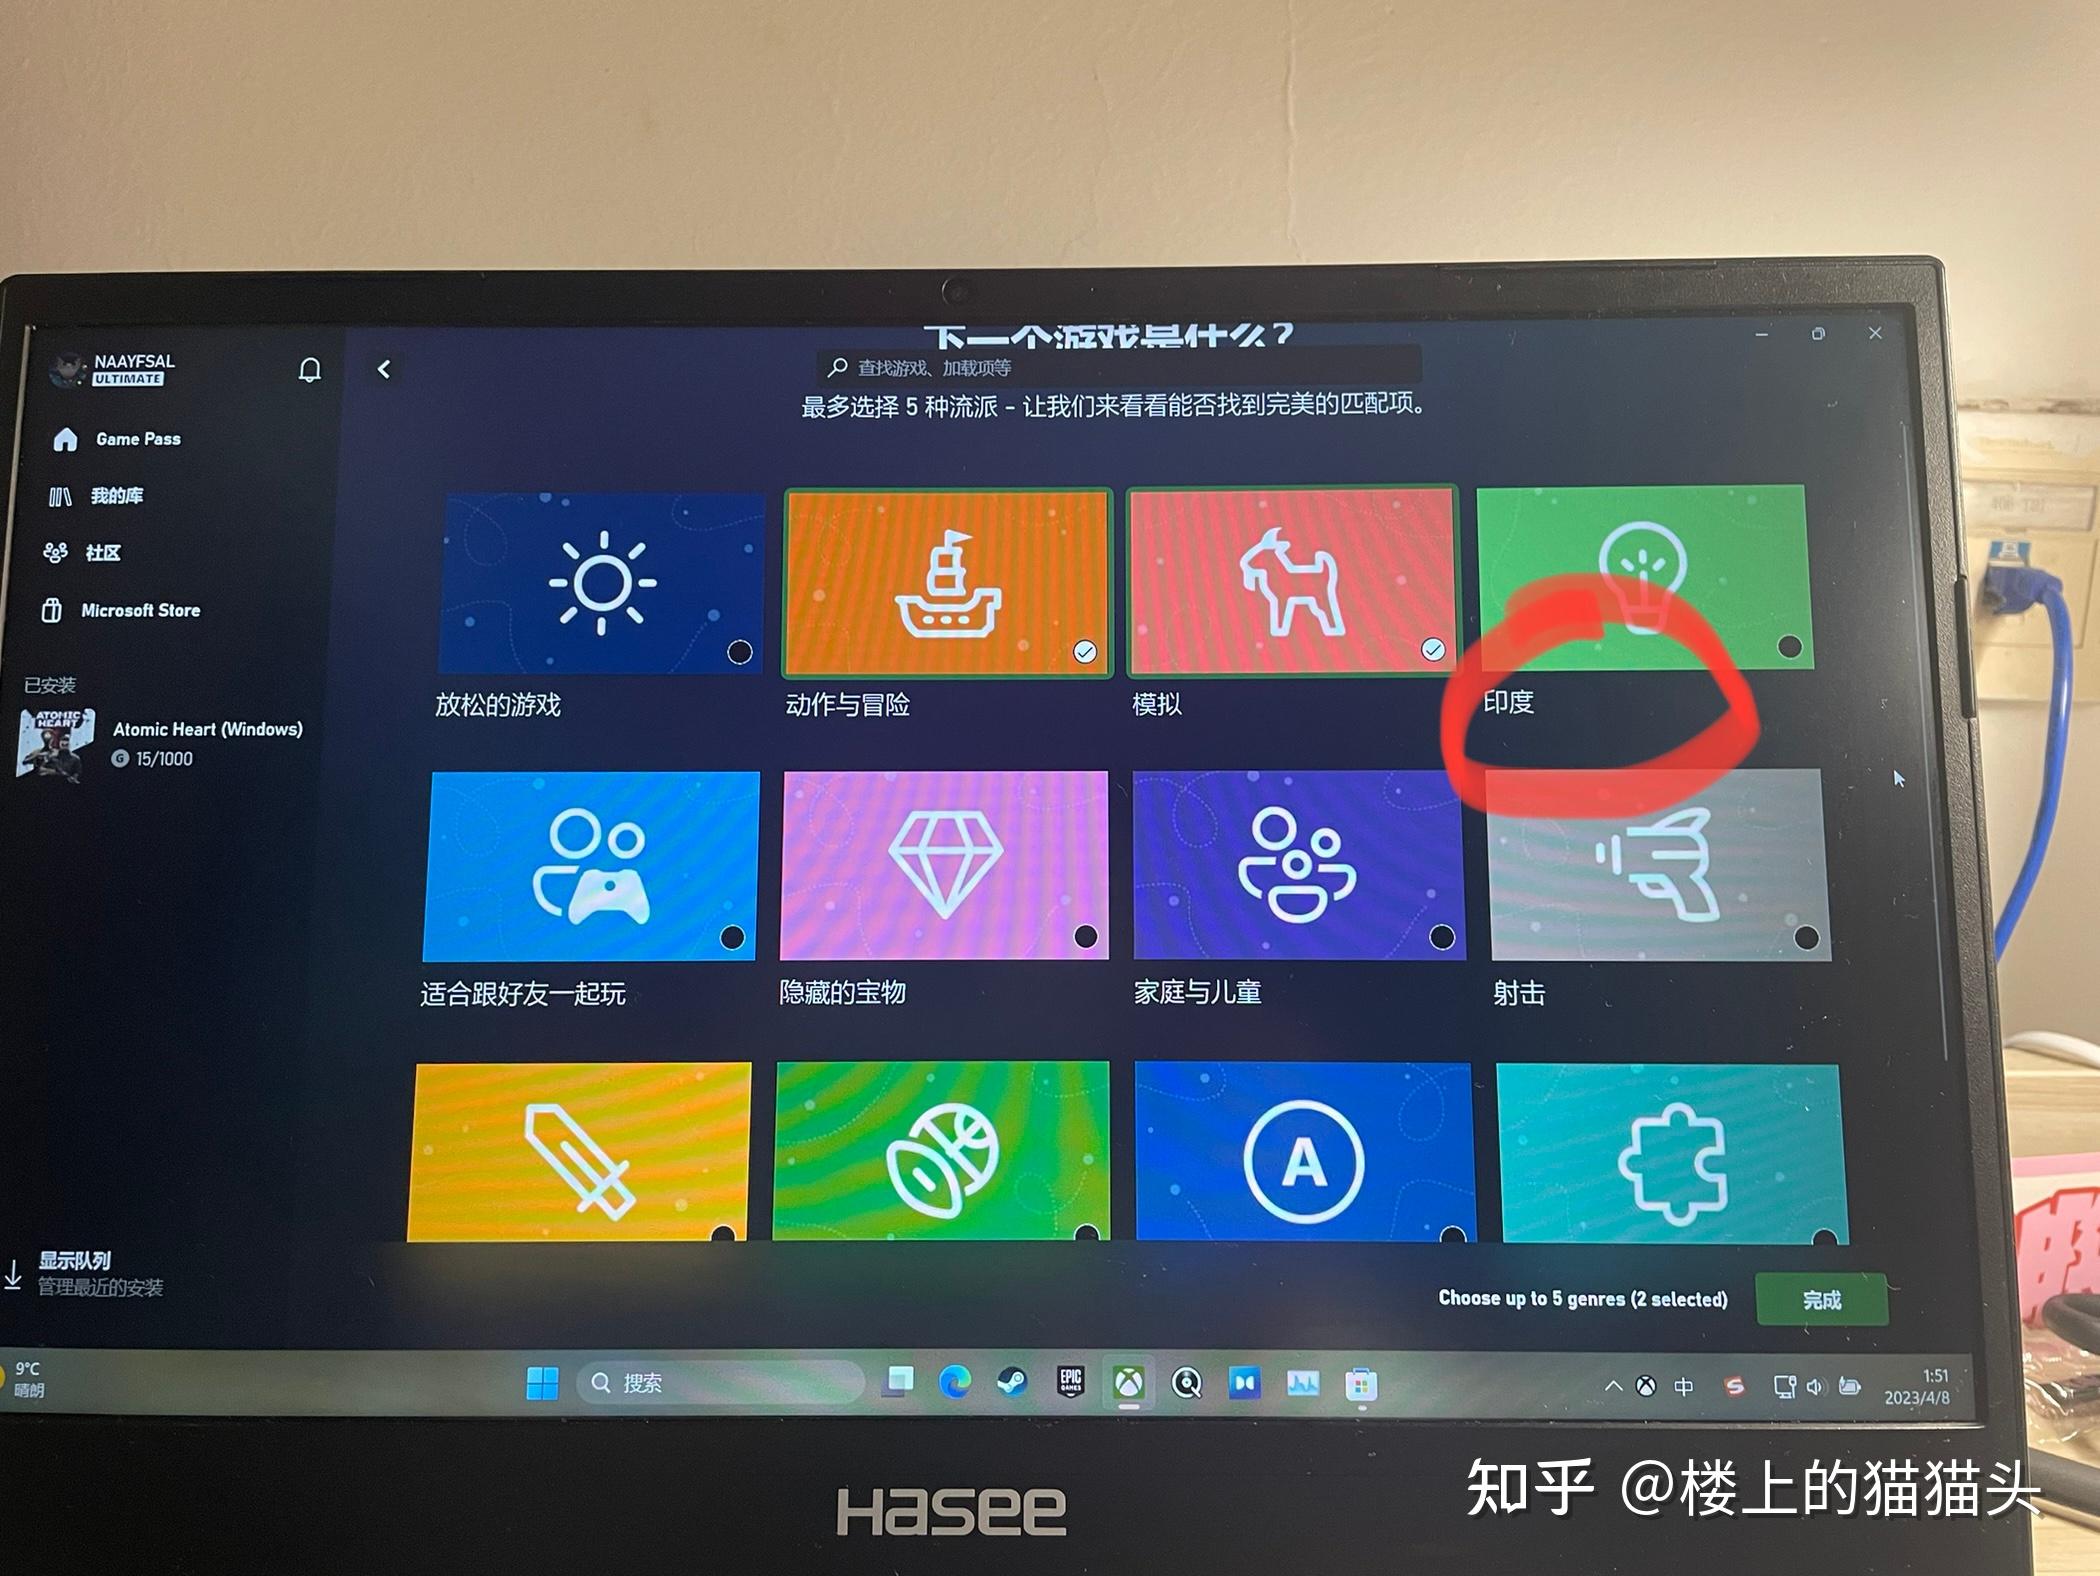 下一个游戏是什么?
NAAYFSAL
ULTIMATE
查找游戏、加载项等
最多选择 5 种流派 - 让我们来看看能否找到完美的匹配项。
Game Pass
我的库
社区
Microsoft Store
已安装
ATOMIC HEART
Atomic Heart (Windows)
G 15/1000
放松的游戏
动作与冒险
模拟
印度
适合跟好友一起玩
隐藏的宝物
家庭与儿童
射击
A
显示队列
管理最近的安装
Choose up to 5 genres (2 selected)
完成
9°C
晴朗
搜索
EPIC GAMES
中
1:51
2023/4/8
Hasee
知乎 @楼上的猫猫头